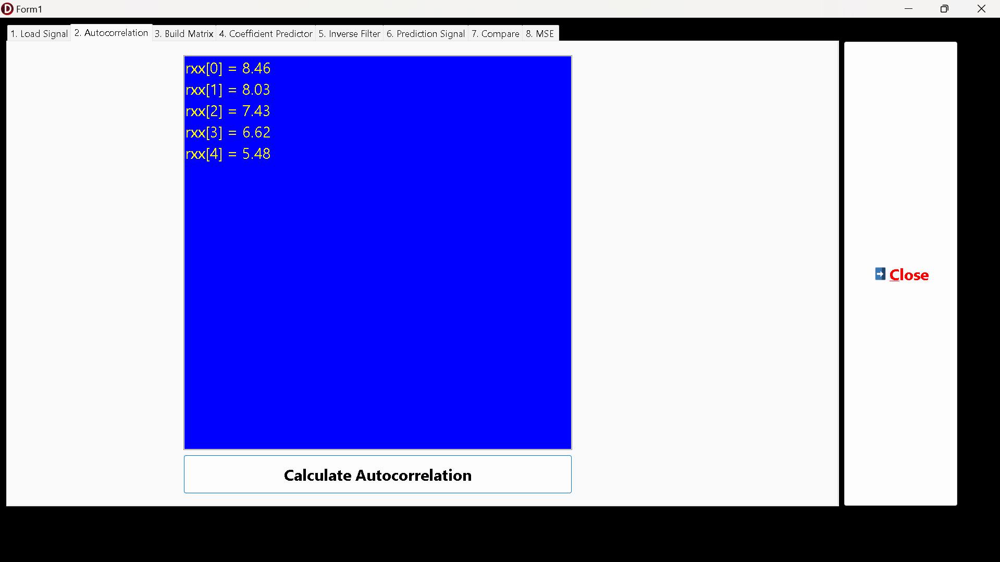 Form1
1. Load Signal 2. Autocorrelation 3. Build Matrix 4. Coefficient Predictor 5. Inverse Filter 6. Prediction Signal 7. Compare 8. MSE
rxx[0] = 8.46
rxx[1] = 8.03
rxx[2] = 7.43
rxx[3] = 6.62
rxx[4] = 5.48
Close
Calculate Autocorrelation